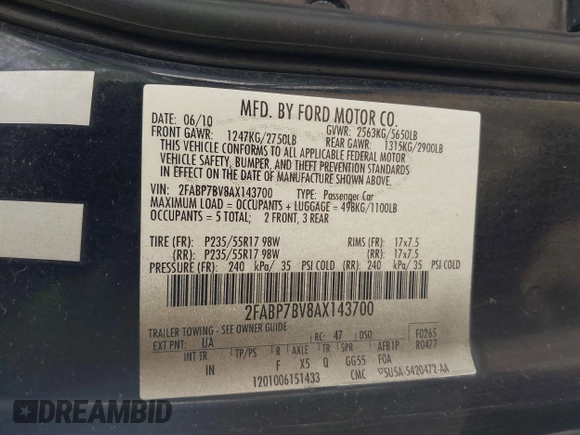 MFD. BY FORD MOTOR CO.
DATE: 06/10 GVWR: 2563KG/5650LB
FRONT GAWR: 1247KG/2750LB REAR GAWR: 1315KG/2900LB
THIS VEHICLE CONFORMS TO ALL APPLICABLE FEDERAL MOTOR
VEHICLE SAFETY, BUMPER, AND THEFT PREVENTION STANDARDS
IN EFFECT ON THE DATE OF MANUFACTURE SHOWN ABOVE.
VIN: 2FABP7BV8AX143700 TYPE: Passenger Car
MAXIMUM LOAD = OCCUPANTS + LUGGAGE = 498KG/1100LB
OCCUPANTS = 5 TOTAL; 2 FRONT, 3 REAR
TIRE (FR): P235/55R17 98W RIMS (FR): 17x7.5
(RR): P235/55R17 98W (RR): 17x7.5
PRESSURE (FR): 240 kPa/ 35 PSI COLD (RR): 240 kPa/ 35 PSI COLD
2FABP7BV8AX143700
TRAILER TOWING - SEE OWNER GUIDE
EXT PNT: UA RC: 47 DSO: F0265
R0477
INT TR TP/PS R AXLE TR SPR AFB1P
IN F X5 Q GG55 FOA
1201006151433 CMC 5U5A-5420472-AA
DREAMBID